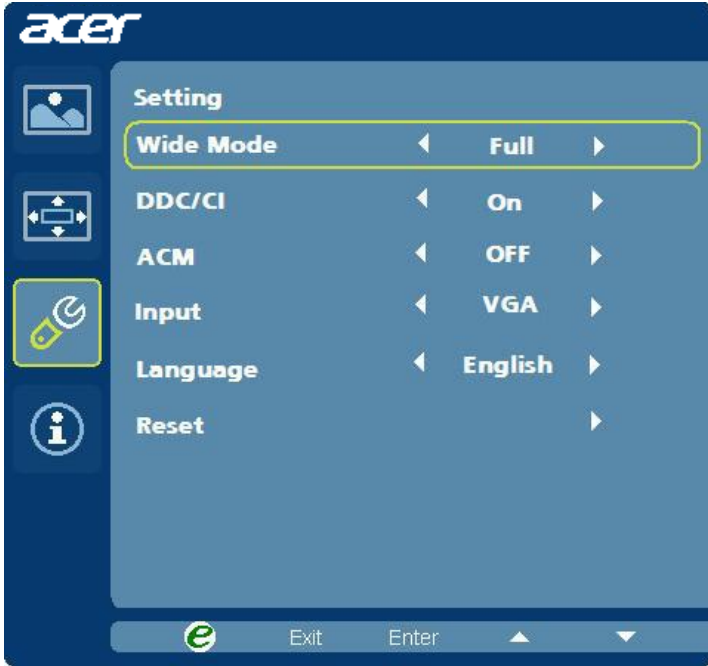 acer
Setting
Wide Mode Full
DDC/CI On
ACM OFF
Input VGA
Language English
Reset
e Exit Enter